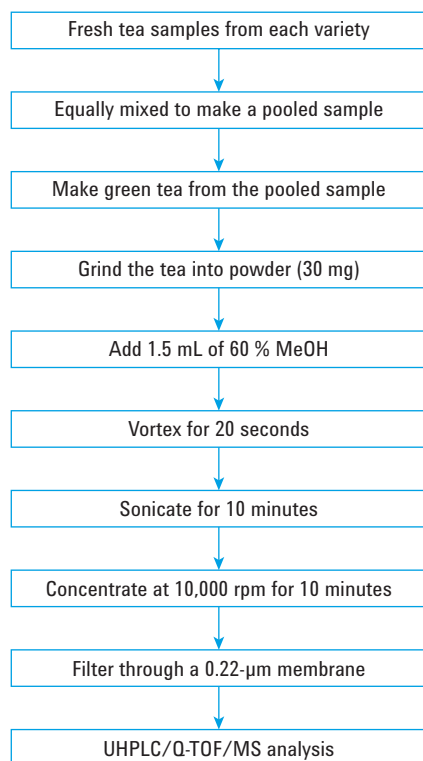 Fresh tea samples from each variety
Equally mixed to make a pooled sample
Make green tea from the pooled sample
Grind the tea into powder (30 mg)
Add 1.5 mL of 60 % MeOH
Vortex for 20 seconds
Sonicate for 10 minutes
Concentrate at 10,000 rpm for 10 minutes
Filter through a 0.22-µm membrane
UHPLC/Q-TOF/MS analysis